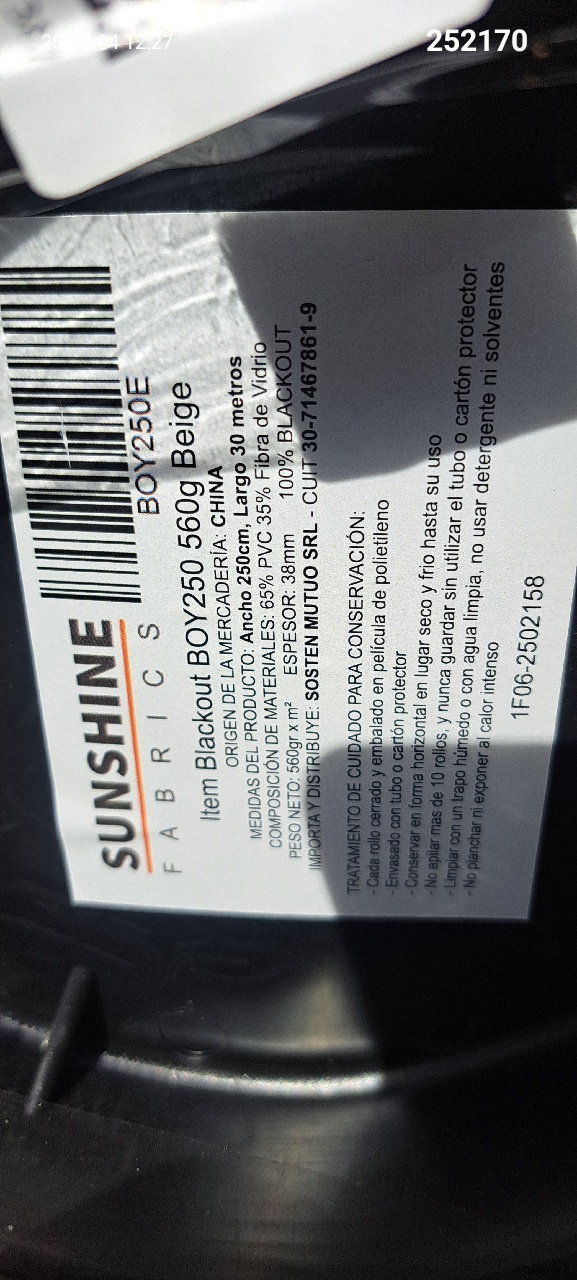 12:27
252170
SUNSHINE
FABRICS
BOY250E
Item Blackout BOY250 560g Beige
ORIGEN DE LA MERCADERÍA: CHINA
MEDIDAS DEL PRODUCTO: Ancho 250cm, Largo 30 metros
COMPOSICIÓN DE MATERIALES: 65% PVC 35% Fibra de Vidrio
PESO NETO: 560gr x m² ESPESOR: 38mm 100% BLACKOUT
IMPORTA Y DISTRIBUYE: SOSTEN MUTUO SRL - CUIT 30-71467861-9
TRATAMIENTO DE CUIDADO PARA CONSERVACIÓN:
- Cada rollo cerrado y embalado en película de polietileno
- Envasado con tubo o cartón protector
- Conservar en forma horizontal en lugar seco y frio hasta su uso
- No apilar mas de 10 rollos, y nunca guardar sin utilizar el tubo o cartón protector
- Limpiar con un trapo húmedo o con agua limpia, no usar detergente ni solventes
- No planchar ni exponer al calor intenso
1F06-2502158